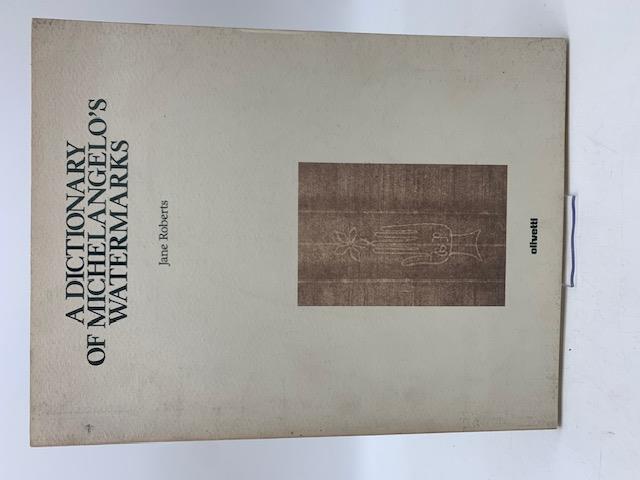 A DICTIONARY
OF MICHELANGELO'S
WATERMARKS
Jane Roberts
olivetti